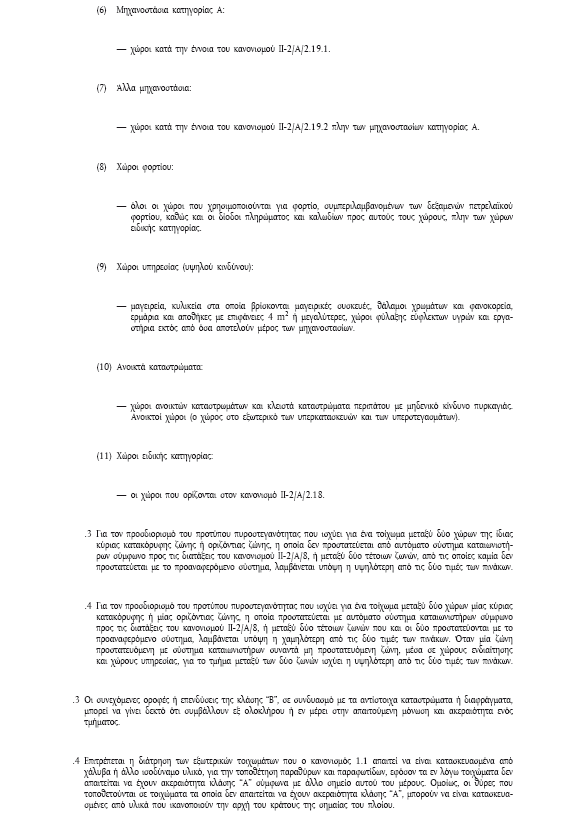 (6) Μηχανοστάσια κατηγορίας Α:
— χώροι κατά την έννοια του κανονισμού II-2/A/2.19.1.
(7) Άλλα μηχανοστάσια:
— χώροι κατά την έννοια του κανονισμού II-2/A/2.19.2 πλην των μηχανοστασίων κατηγορίας Α.
(8) Χώροι φορτίου:
— όλοι οι χώροι που χρησιμοποιούνται για φορτίο, συμπεριλαμβανομένων των δεξαμενών πετρελαϊκού
φορτίου, καθώς και οι δίοδοι πληρώματος και καλωδίων προς αυτούς τους χώρους, πλην των χώρων
ειδικής κατηγορίας.
(9) Χώροι υπηρεσίας (υψηλού κινδύνου):
— μαγειρεία, κυλικεία στα οποία βρίσκονται μαγειρικές συσκευές, θάλαμοι χρωμάτων και φανοκορεία,
ερμάρια και αποθήκες με επιφάνειες 4 m² ή μεγαλύτερες, χώροι φύλαξης εύφλεκτων υγρών και εργα-
στήρια εκτός από όσα αποτελούν μέρος των μηχανοστασίων.
(10) Ανοικτά καταστρώματα:
— χώροι ανοικτών καταστρωμάτων και κλειστά καταστρώματα περιπάτου με μηδενικό κίνδυνο πυρκαγιάς.
Ανοικτοί χώροι (ο χώρος στο εξωτερικό των υπερκατασκευών και των υπερστεγασμάτων).
(11) Χώροι ειδικής κατηγορίας:
— οι χώροι που ορίζονται στον κανονισμό II-2/A/2.18.
.3 Για τον προσδιορισμό του προτύπου πυροστεγανότητας που ισχύει για ένα τοίχωμα μεταξύ δύο χώρων της ίδιας
κύριας κατακόρυφης ζώνης ή οριζόντιας ζώνης, η οποία δεν προστατεύεται από αυτόματο σύστημα καταιωνιστή-
ρων σύμφωνο προς τις διατάξεις του κανονισμού II-2/A/8, ή μεταξύ δύο τέτοιων ζωνών, από τις οποίες καμία δεν
προστατεύεται με το προαναφερόμενο σύστημα, λαμβάνεται υπόψη η υψηλότερη από τις δύο τιμές των πινάκων.
.4 Για τον προσδιορισμό του προτύπου πυροστεγανότητας που ισχύει για ένα τοίχωμα μεταξύ δύο χώρων μίας κύριας
κατακόρυφης ή μίας οριζόντιας ζώνης, η οποία προστατεύεται με αυτόματο σύστημα καταιωνιστήρων σύμφωνο
προς τις διατάξεις του κανονισμού II-2/A/8, ή μεταξύ δύο τέτοιων ζωνών που και οι δύο προστατεύονται με το
προαναφερόμενο σύστημα, λαμβάνεται υπόψη η χαμηλότερη από τις δύο τιμές των πινάκων. Όταν μία ζώνη
προστατευόμενη με σύστημα καταιωνιστήρων συναντά μη προστατευόμενη ζώνη, μέσα σε χώρους ενδιαίτησης
και χώρους υπηρεσίας, για το τμήμα μεταξύ των δύο ζωνών ισχύει η υψηλότερη από τις δύο τιμές των πινάκων.
.3 Οι συνεχόμενες οροφές ή επενδύσεις της κλάσης "Β", σε συνδυασμό με τα αντίστοιχα καταστρώματα ή διαφράγματα,
μπορεί να γίνει δεκτό ότι συμβάλλουν εξ ολοκλήρου ή εν μέρει στην απαιτούμενη μόνωση και ακεραιότητα ενός
τμήματος.
.4 Επιτρέπεται η διάτρηση των εξωτερικών τοιχωμάτων που ο κανονισμός 1.1 απαιτεί να είναι κατασκευασμένα από
χάλυβα ή άλλο ισοδύναμο υλικό, για την τοποθέτηση παραθύρων και παραφωτίδων, εφόσον τα εν λόγω τοιχώματα δεν
απαιτείται να έχουν ακεραιότητα κλάσης "Α" σύμφωνα με άλλο σημείο αυτού του μέρους. Ομοίως, οι θύρες που
τοποθετούνται σε τοιχώματα τα οποία δεν απαιτείται να έχουν ακεραιότητα κλάσης "Α", μπορούν να είναι κατασκευα-
σμένες από υλικά που ικανοποιούν την αρχή του κράτους της σημαίας του πλοίου.